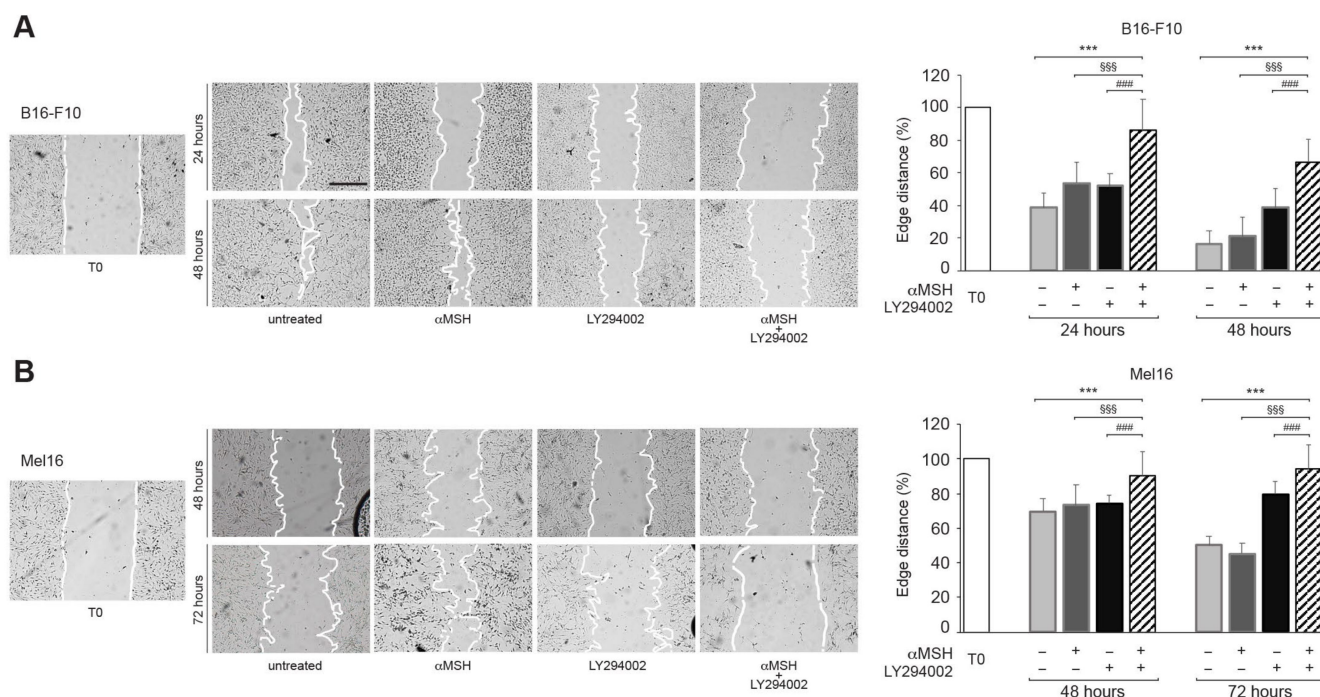 A
B16-F10
T0
24 hours
48 hours
untreated
αMSH
LY294002
αMSH
+
LY294002
B16-F10
***
***
§§§
§§§
###
###
Edge distance (%)
120
100
80
60
40
20
0
αMSH – + – + – + – +
LY294002 T0 – – + + – – + +
24 hours 48 hours
B
Mel16
T0
48 hours
72 hours
untreated
αMSH
LY294002
αMSH
+
LY294002
Mel16
***
***
§§§
§§§
###
###
Edge distance (%)
120
100
80
60
40
20
0
αMSH – + – + – + – +
LY294002 T0 – – + + – – + +
48 hours 72 hours